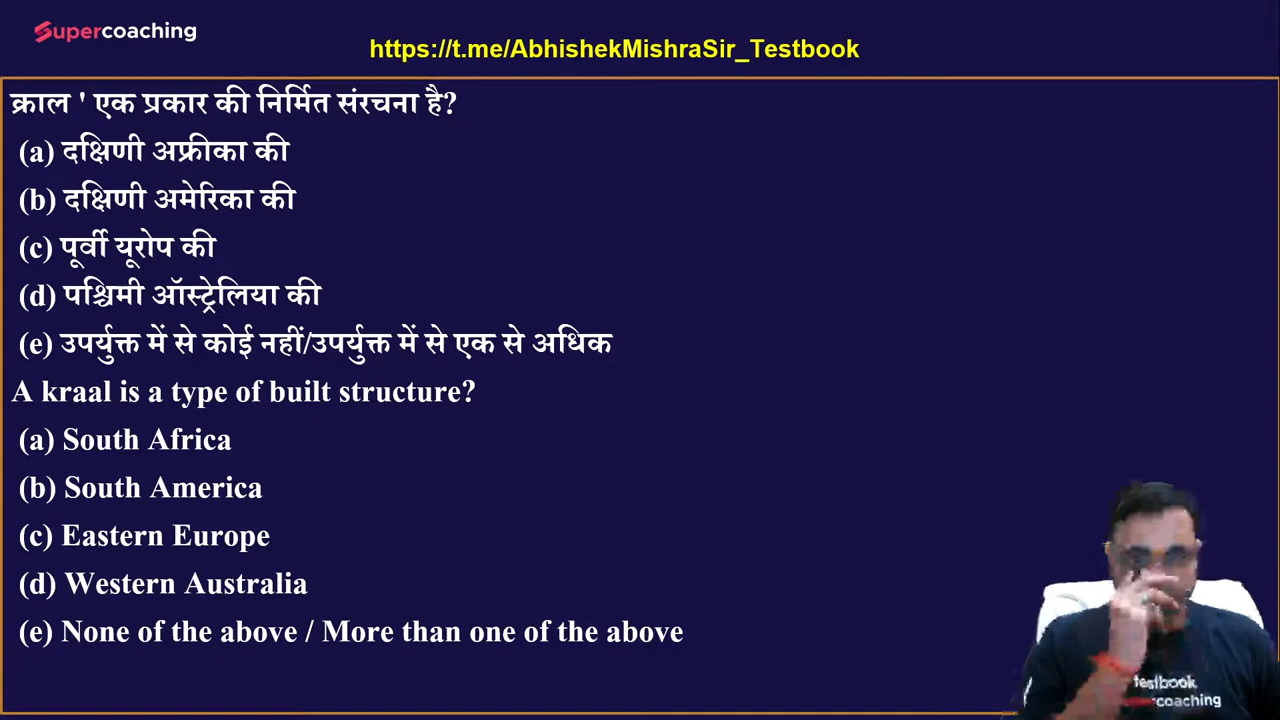 Supercoaching
https://t.me/AbhishekMishraSir_Testbook
क्राल ' एक प्रकार की निर्मित संरचना है?
(a) दक्षिणी अफ्रीका की
(b) दक्षिणी अमेरिका की
(c) पूर्वी यूरोप की
(d) पश्चिमी ऑस्ट्रेलिया की
(e) उपर्युक्त में से कोई नहीं/उपर्युक्त में से एक से अधिक
A kraal is a type of built structure?
(a) South Africa
(b) South America
(c) Eastern Europe
(d) Western Australia
(e) None of the above / More than one of the above
testbook
coaching